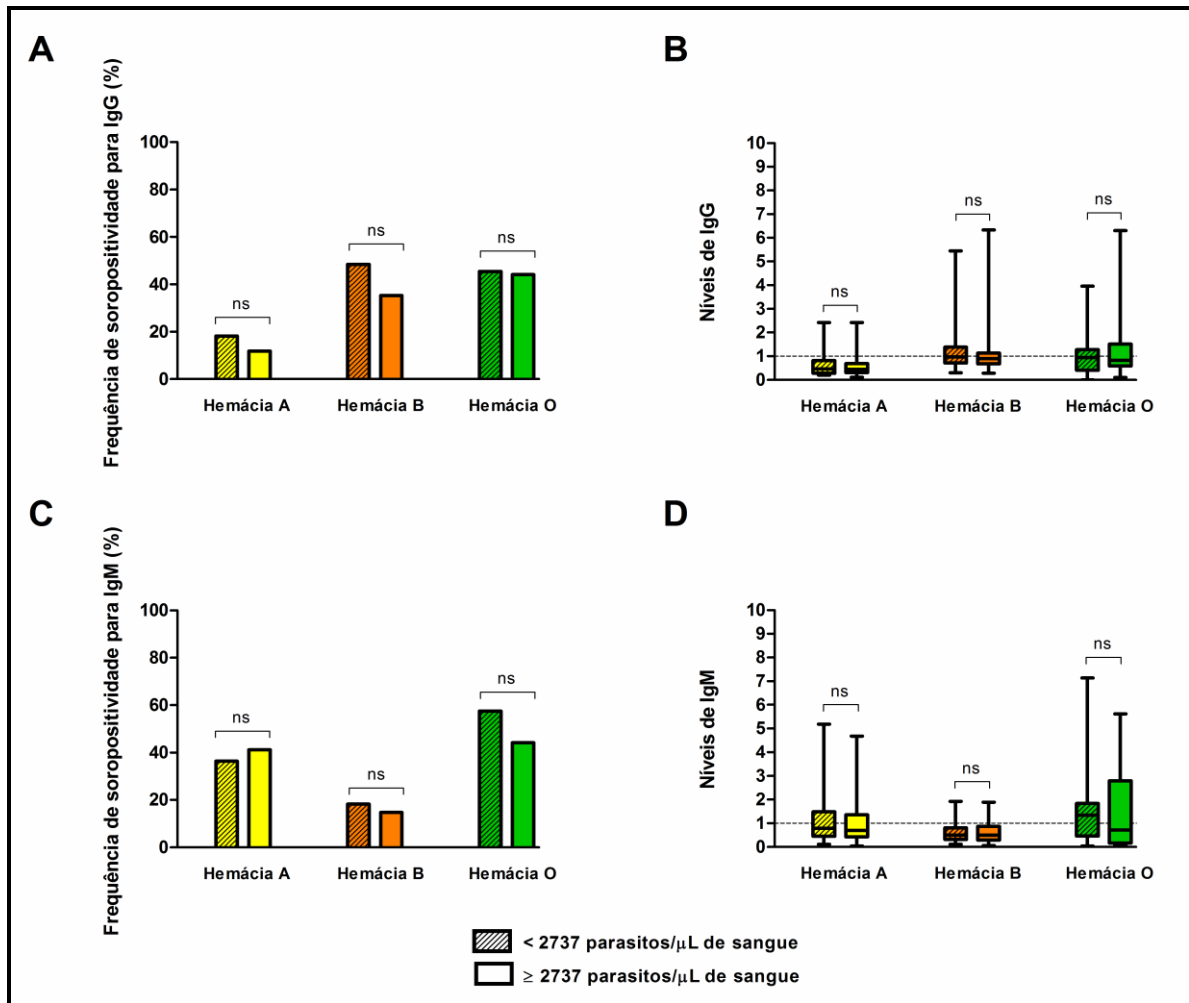 A
Frequência de soropositividade para IgG (%)
100
80
60
40
20
0
ns
ns
ns
Hemácia A
Hemácia B
Hemácia O
B
Níveis de IgG
10
9
8
7
6
5
4
3
2
1
0
ns
ns
ns
Hemácia A
Hemácia B
Hemácia O
C
Frequência de soropositividade para IgM (%)
100
80
60
40
20
0
ns
ns
ns
Hemácia A
Hemácia B
Hemácia O
D
Níveis de IgM
10
9
8
7
6
5
4
3
2
1
0
ns
ns
ns
Hemácia A
Hemácia B
Hemácia O
< 2737 parasitos/μL de sangue
≥ 2737 parasitos/μL de sangue